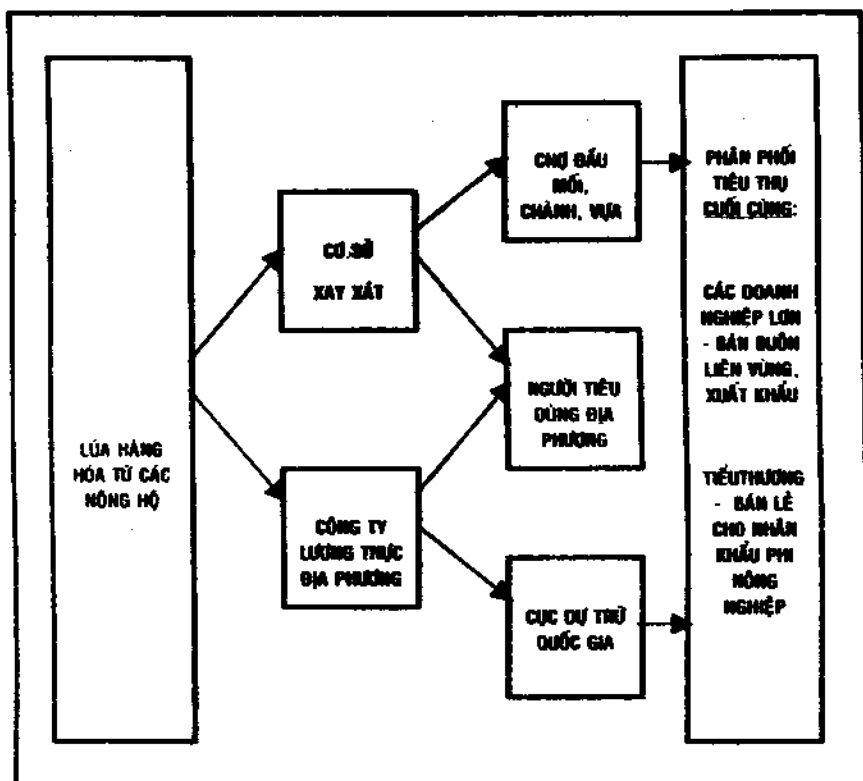 LÚA HÀNG
HÓA TỪ CÁC
NÔNG HỘ
CƠ SỞ
XAY XÁT
CÔNG TY
LƯƠNG THỰC
ĐỊA PHƯƠNG
CHỢ ĐẦU
MỐI,
CHÀNH, VỰA
NGƯỜI TIÊU
DÙNG ĐỊA
PHƯƠNG
CỤC DỰ TRỮ
QUỐC GIA
PHÂN PHỐI
TIÊU THỤ
CUỐI CÙNG:
CÁC DOANH
NGHIỆP LỚN
- BÁN BUÔN
LIÊN VÙNG,
XUẤT KHẨU
TIỂUTHƯƠNG
- BÁN LẺ
CHO NHÂN
KHẨU PHI
NÔNG
NGHIỆP